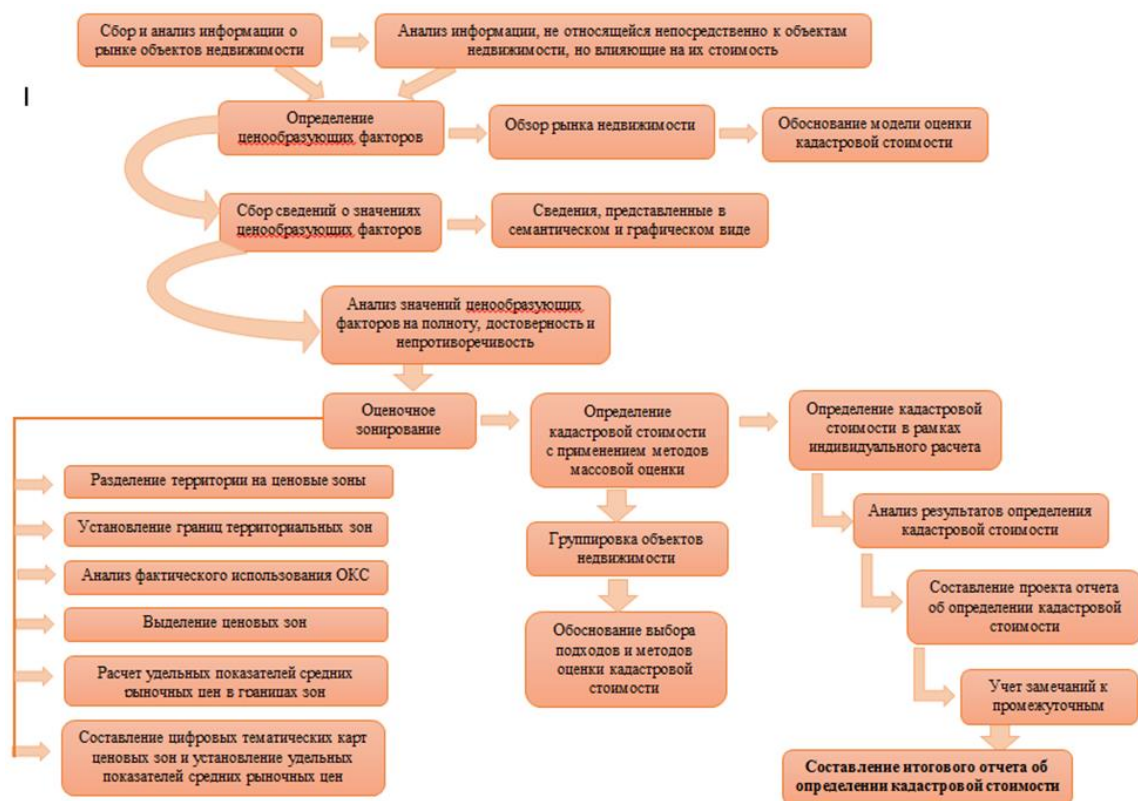 Сбор и анализ информации о
рынке объектов недвижимости
Анализ информации, не относящейся непосредственно к объектам
недвижимости, но влияющие на их стоимость
I
Определение
ценообразующих факторов
Обзор рынка недвижимости
Обоснование модели оценки
кадастровой стоимости
Сбор сведений о значениях
ценообразующих факторов
Сведения, представленные в
семантическом и графическом виде
Анализ значений ценообразующих
факторов на полноту, достоверность и
непротиворечивость
Оценочное
зонирование
Определение
кадастровой стоимости
с применением методов
массовой оценки
Определение кадастровой
стоимости в рамках
индивидуального расчета
Разделение территории на ценовые зоны
Установление границ территориальных зон
Анализ фактического использования ОКС
Выделение ценовых зон
Расчет удельных показателей средних
рыночных цен в границах зон
Составление цифровых тематических карт
ценовых зон и установление удельных
показателей средних рыночных цен
Группировка объектов
недвижимости
Обоснование выбора
подходов и методов
оценки кадастровой
стоимости
Анализ результатов определения
кадастровой стоимости
Составление проекта отчета
об определении кадастровой
стоимости
Учет замечаний к
промежуточным
Составление итогового отчета об
определении кадастровой стоимости